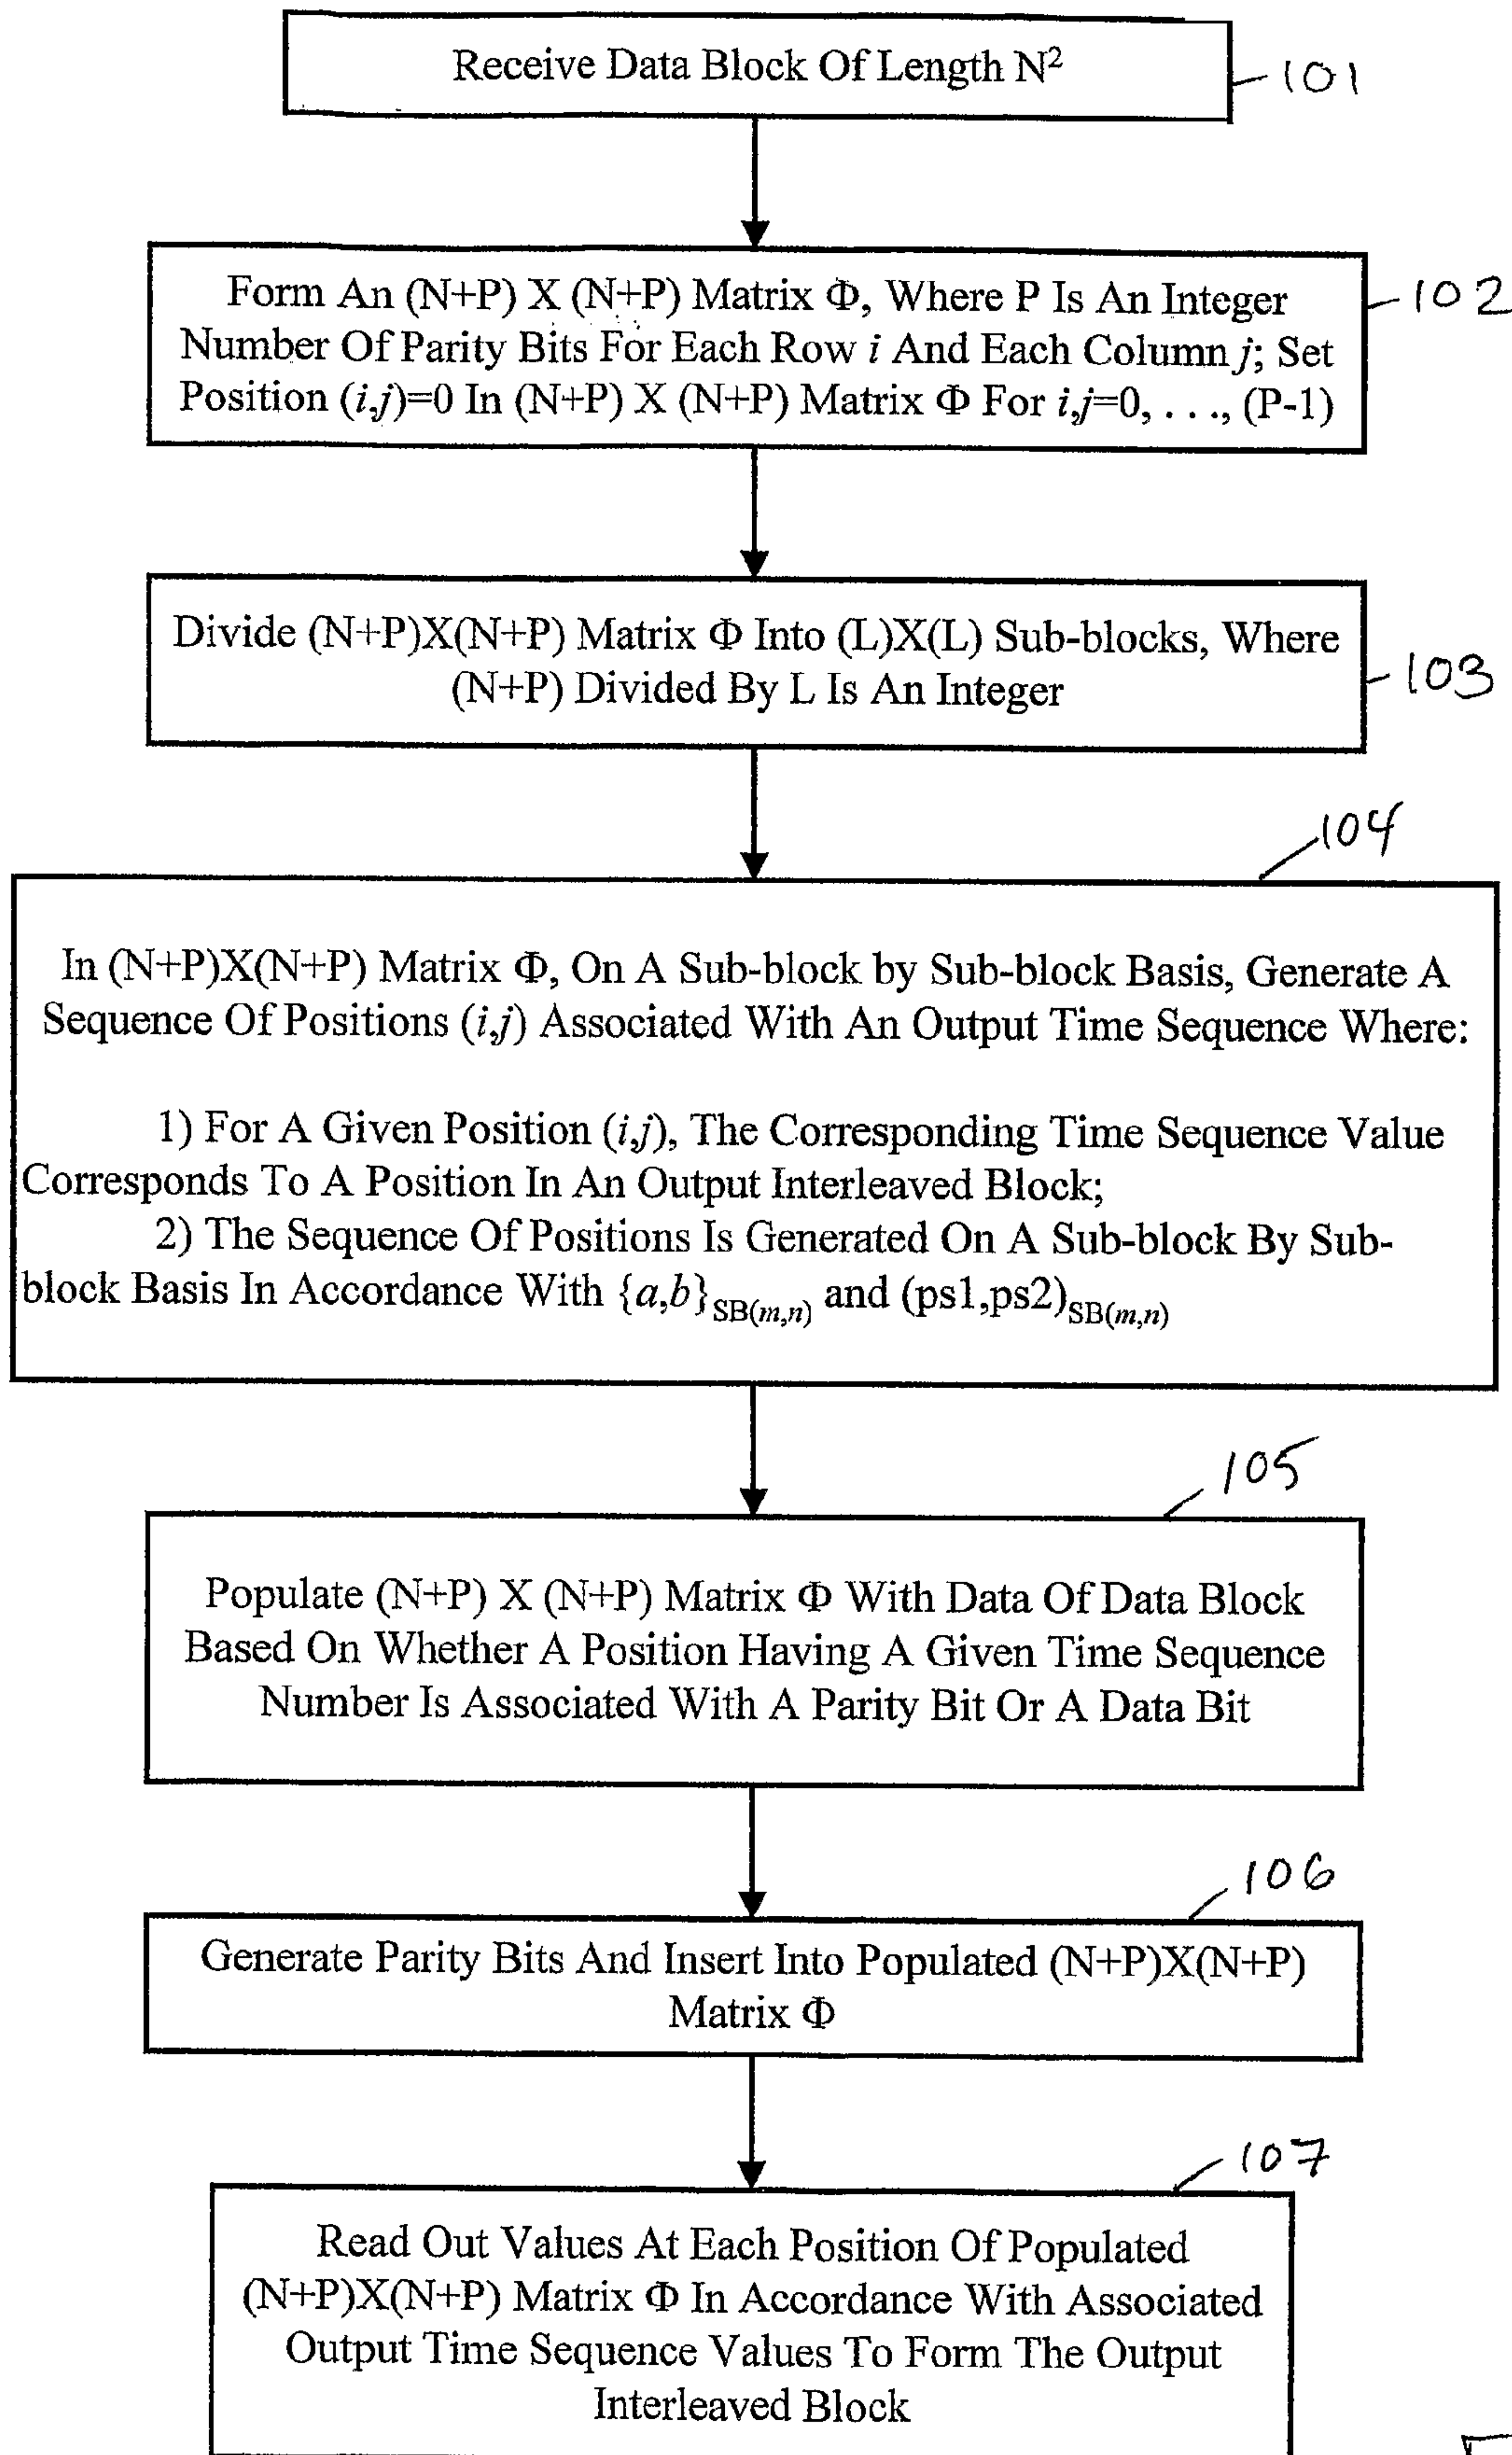 Receive Data Block Of Length N²
101
Form An (N+P) X (N+P) Matrix Φ, Where P Is An Integer
Number Of Parity Bits For Each Row i And Each Column j; Set
Position (i,j)=0 In (N+P) X (N+P) Matrix Φ For i,j=0, . . ., (P-1)
102
Divide (N+P)X(N+P) Matrix Φ Into (L)X(L) Sub-blocks, Where
(N+P) Divided By L Is An Integer
103
104
In (N+P)X(N+P) Matrix Φ, On A Sub-block by Sub-block Basis, Generate A
Sequence Of Positions (i,j) Associated With An Output Time Sequence Where:
1) For A Given Position (i,j), The Corresponding Time Sequence Value
Corresponds To A Position In An Output Interleaved Block;
2) The Sequence Of Positions Is Generated On A Sub-block By Sub-
block Basis In Accordance With {a,b}SB(m,n) and (ps1,ps2)SB(m,n)
105
Populate (N+P) X (N+P) Matrix Φ With Data Of Data Block
Based On Whether A Position Having A Given Time Sequence
Number Is Associated With A Parity Bit Or A Data Bit
106
Generate Parity Bits And Insert Into Populated (N+P)X(N+P)
Matrix Φ
107
Read Out Values At Each Position Of Populated
(N+P)X(N+P) Matrix Φ In Accordance With Associated
Output Time Sequence Values To Form The Output
Interleaved Block